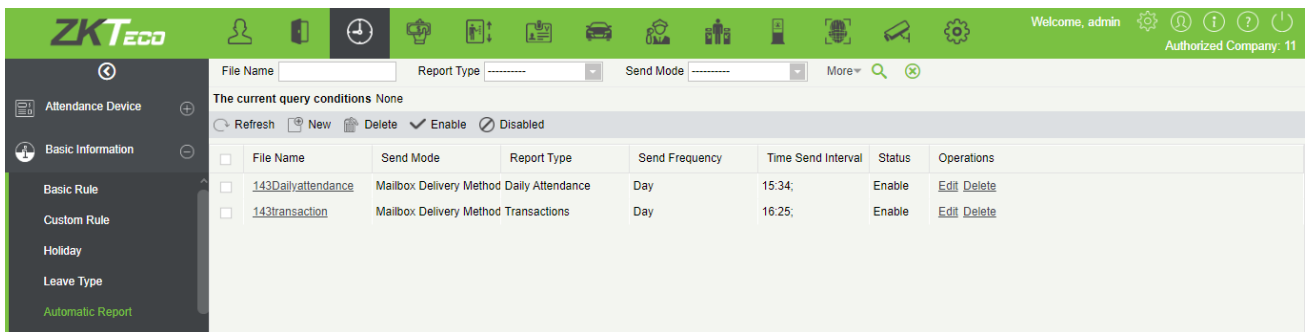 ZKTeco
Welcome, admin
Authorized Company: 11
File Name Report Type ---------- Send Mode ---------- More
Attendance Device
The current query conditions None
Refresh New Delete Enable Disabled
Basic Information
File Name Send Mode Report Type Send Frequency Time Send Interval Status Operations
Basic Rule
143Dailyattendance Mailbox Delivery Method Daily Attendance Day 15:34; Enable Edit Delete
143transaction Mailbox Delivery Method Transactions Day 16:25; Enable Edit Delete
Custom Rule
Holiday
Leave Type
Automatic Report